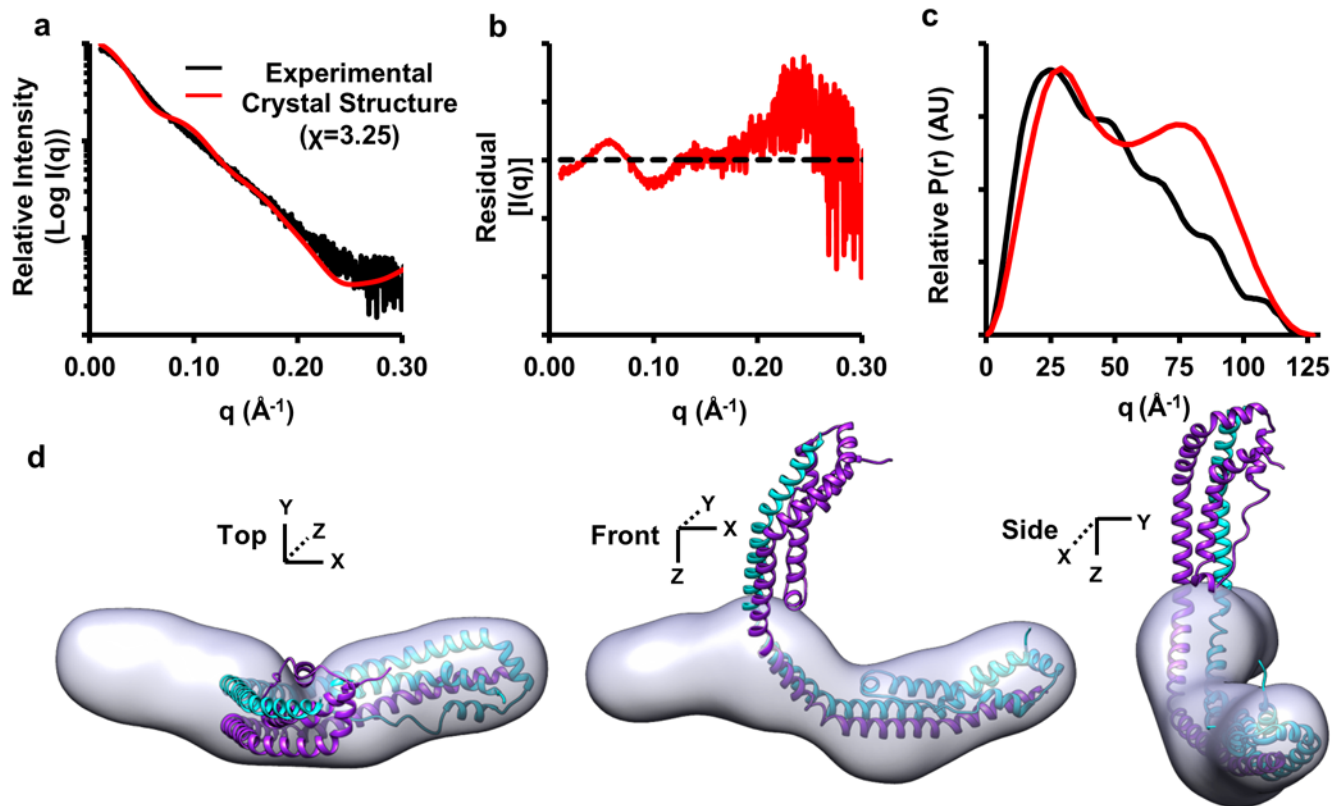 a
Relative Intensity
(Log I(q))
Experimental
Crystal Structure
(χ=3.25)
0.00 0.10 0.20 0.30
q (Å-1)
b
Residual
[I(q)]
0.00 0.10 0.20 0.30
q (Å-1)
c
Relative P(r) (AU)
0 25 50 75 100 125
q (Å-1)
d
Top
Y
Z
X
Front
Y
X
Z
Side
Y
X
Z